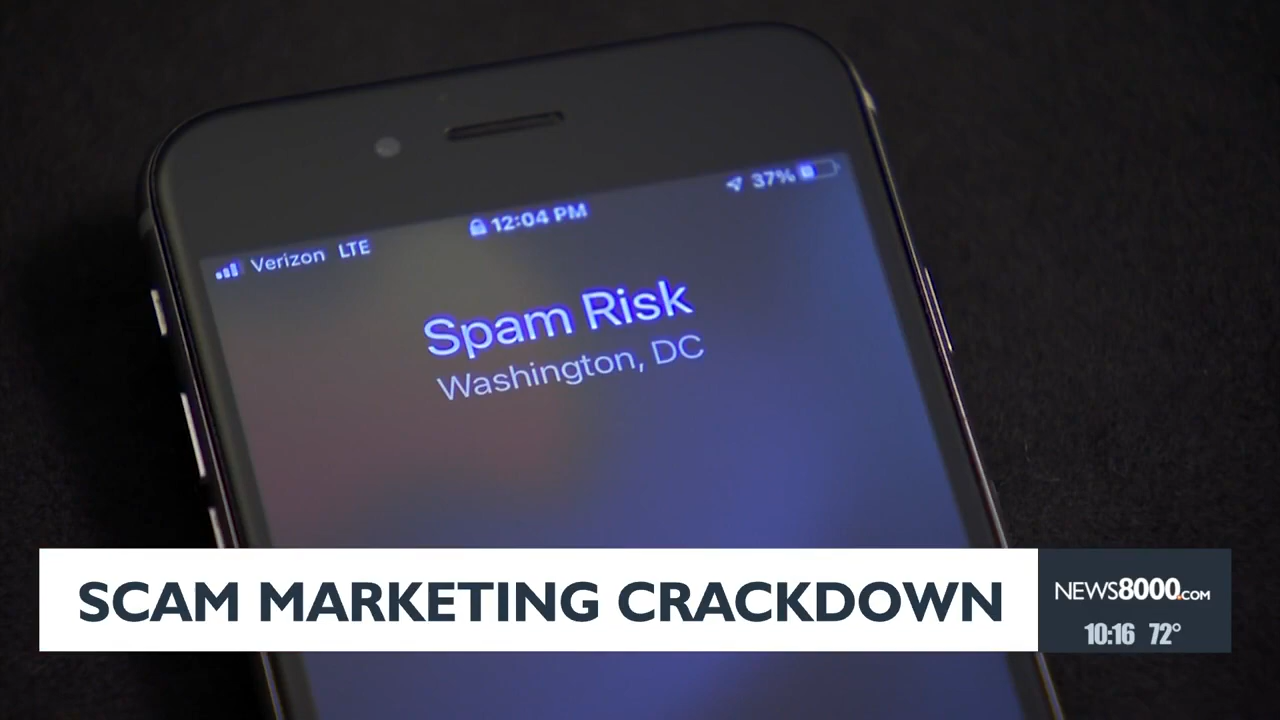 Verizon LTE 12:04 PM 37%
Spam Risk
Washington, DC
SCAM MARKETING CRACKDOWN
NEWS8000.COM
10:16 72°